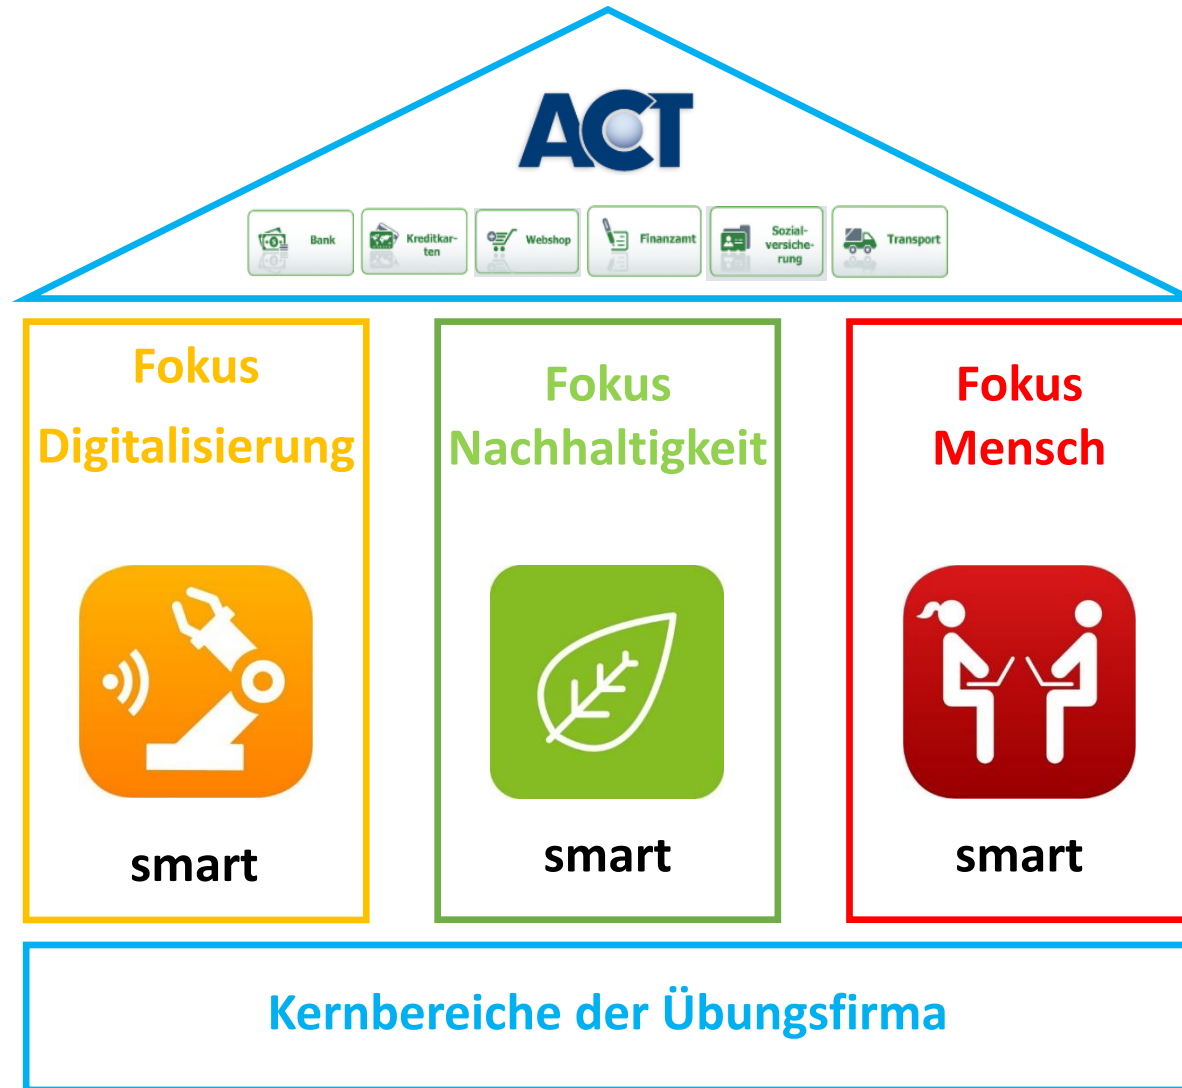 ACT
Bank
Kreditkar-
ten
Webshop
Finanzamt
Sozial-
versiche-
rung
Transport
Fokus
Digitalisierung
smart
Fokus
Nachhaltigkeit
smart
Fokus
Mensch
smart
Kernbereiche der Übungsfirma